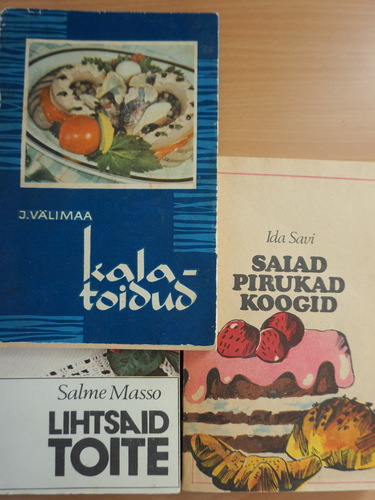 J. VÄLIMAA
kala-
toidud
Ida Savi
SAIAD
PIRUKAD
KOOGID
Salme Masso
LIHTSAID
TOITE